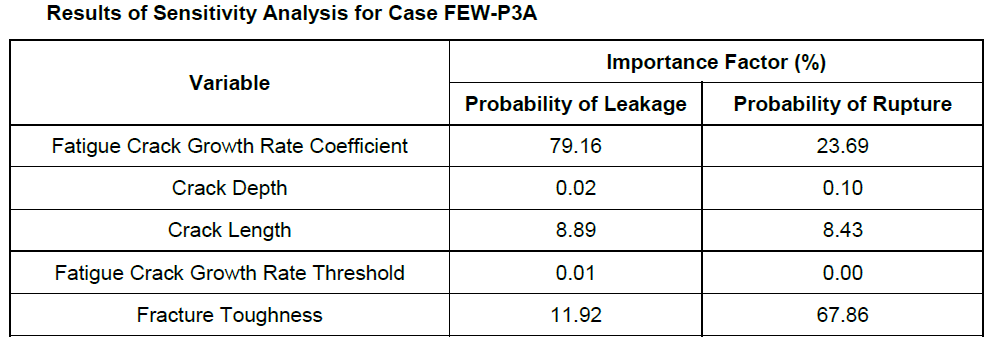 Results of Sensitivity Analysis for Case FEW-P3A
Variable
Importance Factor (%)
Probability of Leakage Probability of Rupture
Fatigue Crack Growth Rate Coefficient 79.16 23.69
Crack Depth 0.02 0.10
Crack Length 8.89 8.43
Fatigue Crack Growth Rate Threshold 0.01 0.00
Fracture Toughness 11.92 67.86